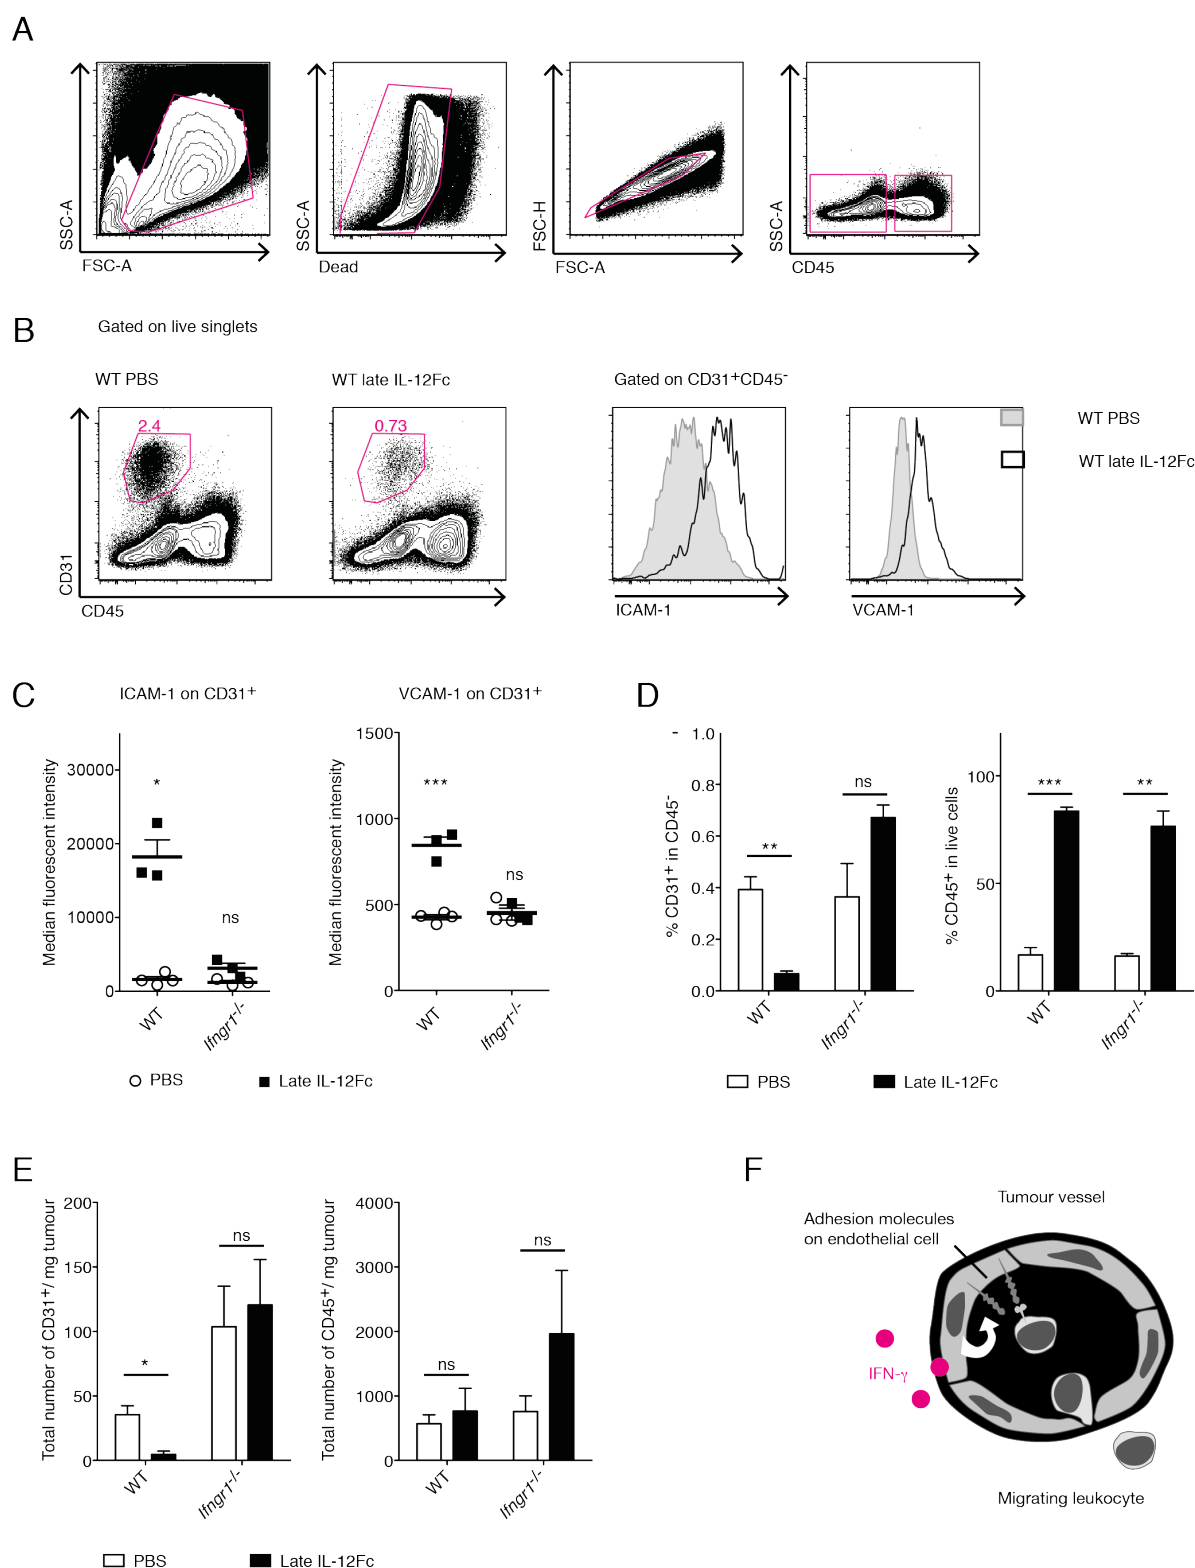 A
SSC-A
FSC-A
SSC-A
Dead
FSC-H
FSC-A
SSC-A
CD45
B
Gated on live singlets
WT PBS
WT late IL-12Fc
Gated on CD31+CD45-
2.4
0.73
CD31
CD45
ICAM-1
VCAM-1
WT PBS
WT late IL-12Fc
C
ICAM-1 on CD31+
VCAM-1 on CD31+
Median fluorescent intensity
30000
20000
10000
0
*
ns
WT
Ifngr1-/-
Median fluorescent intensity
1500
1000
500
0
***
ns
WT
Ifngr1-/-
PBS
Late IL-12Fc
D
-
% CD31+ in CD45-
1.0
0.8
0.6
0.4
0.2
0.0
**
ns
WT
Ifngr1-/-
% CD45+ in live cells
100
50
0
***
**
WT
Ifngr1-/-
PBS
Late IL-12Fc
E
Total number of CD31+/ mg tumour
200
150
100
50
0
*
ns
WT
Ifngr1-/-
Total number of CD45+/ mg tumour
4000
3000
2000
1000
0
ns
ns
WT
Ifngr1-/-
PBS
Late IL-12Fc
F
Tumour vessel
Adhesion molecules
on endothelial cell
IFN-γ
Migrating leukocyte